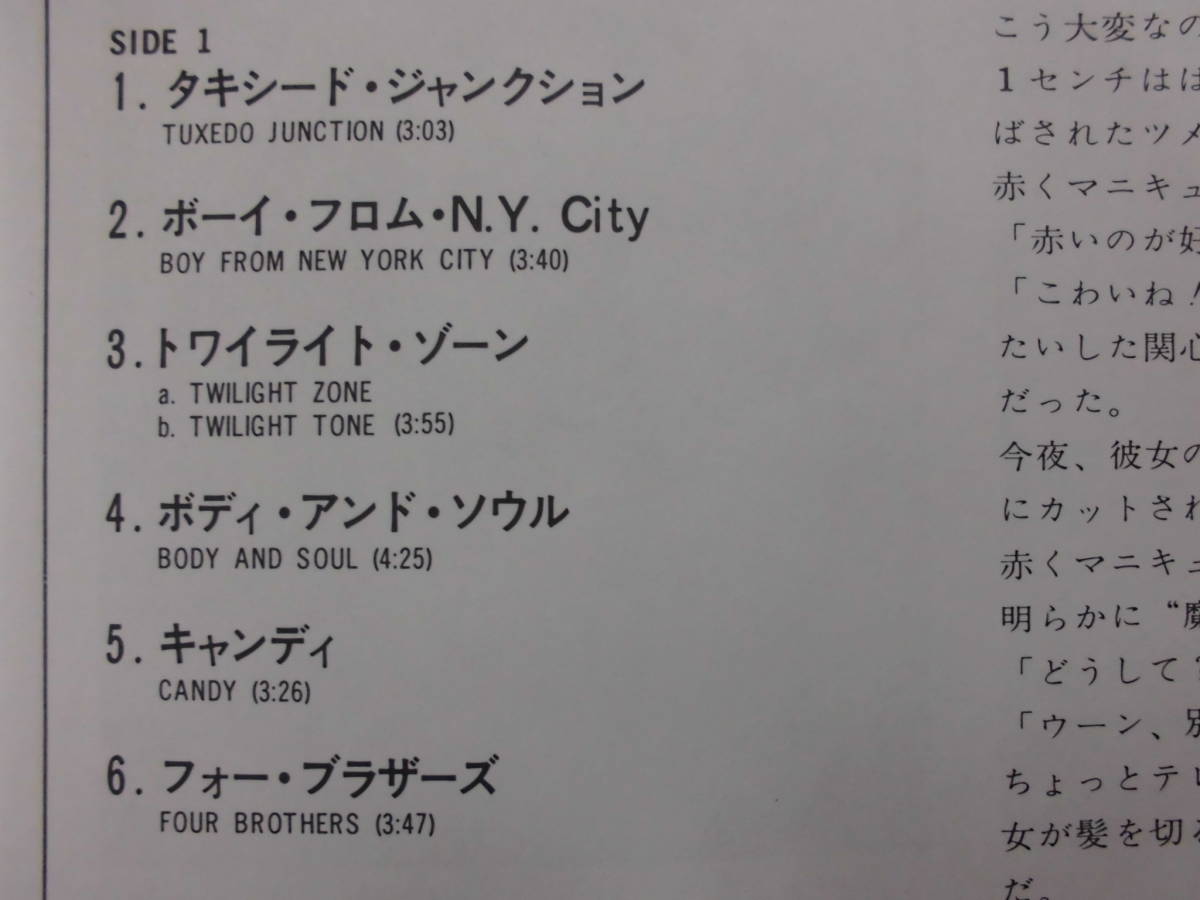 SIDE 1
1. タキシード・ジャンクション
TUXEDO JUNCTION (3:03)
2. ボーイ・フロム・N.Y. City
BOY FROM NEW YORK CITY (3:40)
3. トワイライト・ゾーン
a. TWILIGHT ZONE
b. TWILIGHT TONE (3:55)
4. ボディ・アンド・ソウル
BODY AND SOUL (4:25)
5. キャンディ
CANDY (3:26)
6. フォー・ブラザーズ
FOUR BROTHERS (3:47)
こう大変なの
1センチはは
ばされたツメ
赤くマニキュ
「赤いのが好
「こわいね!
たいした関心
だった。
今夜、彼女の
にカットされ
赤くマニキュ
明らかに“魔
「どうして?
「ウーン、別
ちょっとテレ
女が髪を切る
だ。